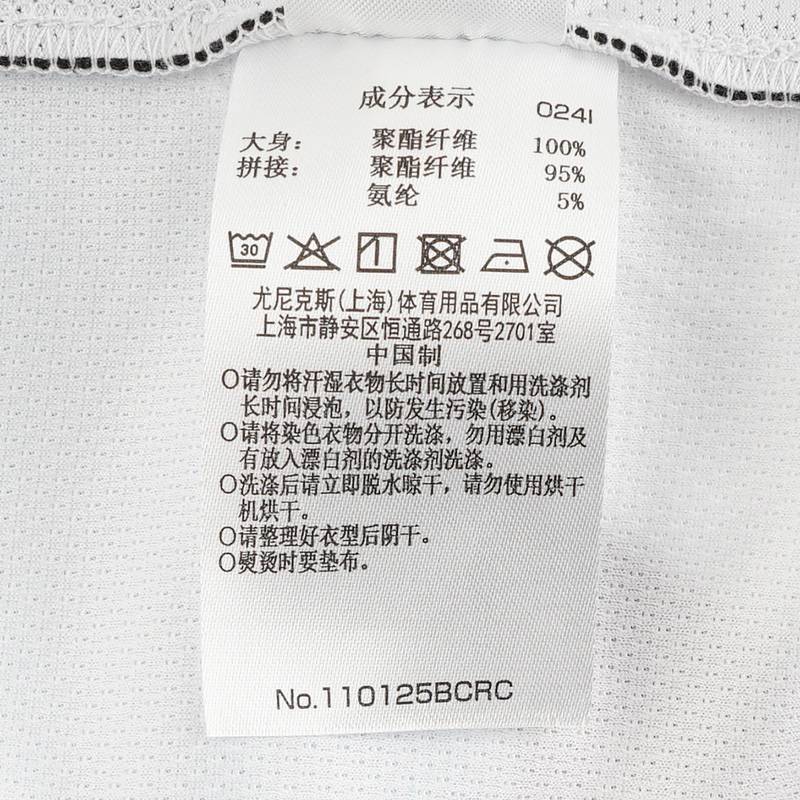 成分表示 0241
大身： 聚酯纤维 100%
拼接： 聚酯纤维 95%
氨纶 5%
30
尤尼克斯(上海)体育用品有限公司
上海市静安区恒通路268号2701室
中国制
○请勿将汗湿衣物长时间放置和用洗涤剂
长时间浸泡，以防发生污染(移染)。
○请将染色衣物分开洗涤，勿用漂白剂及
有放入漂白剂的洗涤剂洗涤。
○洗涤后请立即脱水晾干，请勿使用烘干
机烘干。
○请整理好衣型后阴干。
○熨烫时要垫布。
No.110125BCRC